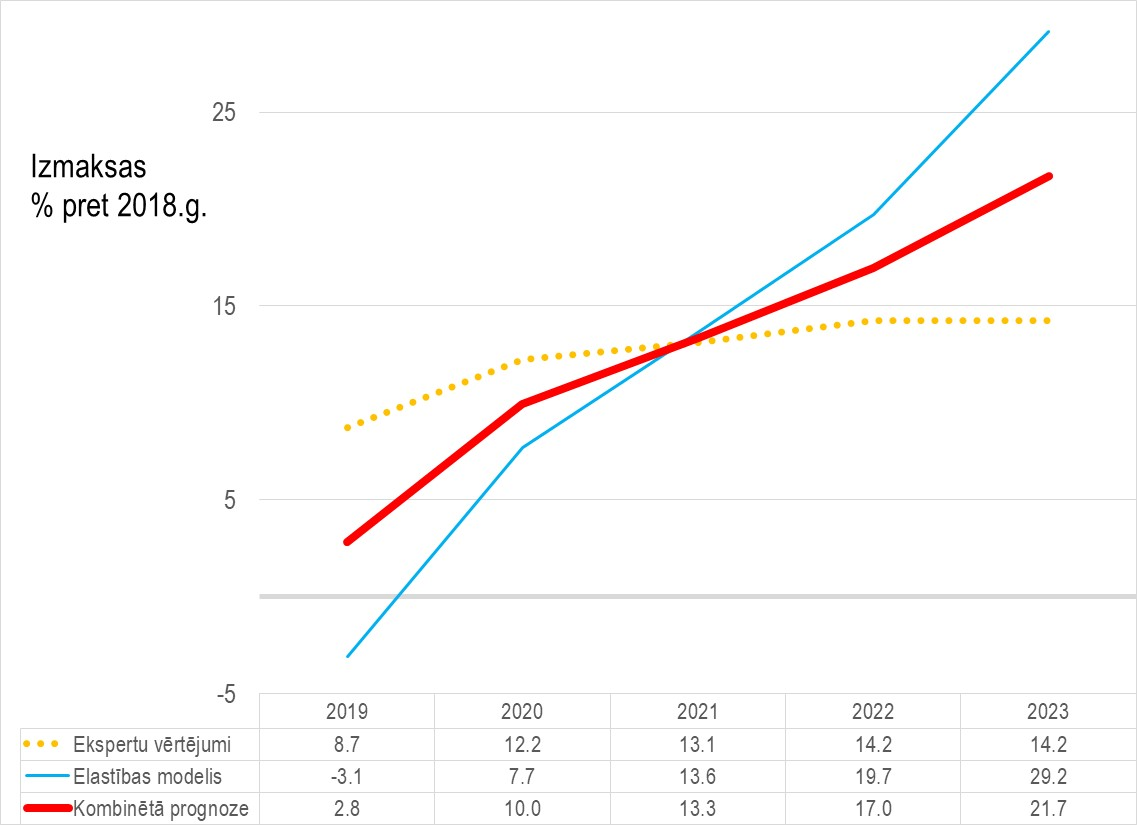 25
Izmaksas
% pret 2018.g.
15
5
-5
2019 2020 2021 2022 2023
Ekspertu vērtējumi 8.7 12.2 13.1 14.2 14.2
Elastības modelis -3.1 7.7 13.6 19.7 29.2
Kombinētā prognoze 2.8 10.0 13.3 17.0 21.7